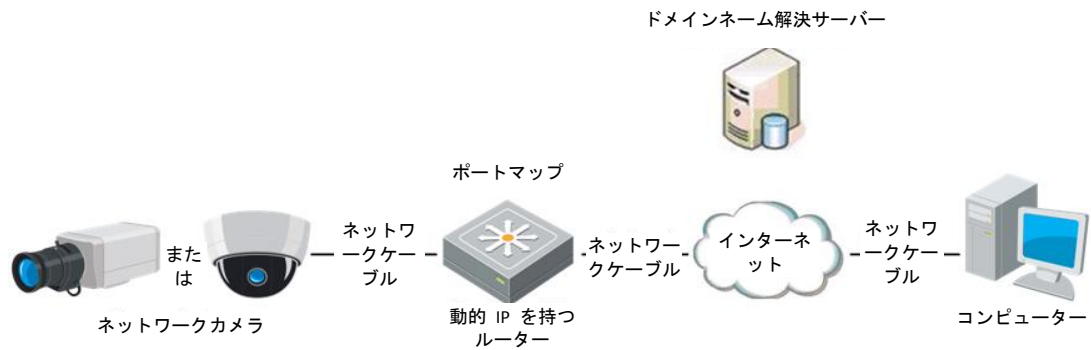 ドメインネーム解決サーバー
ポートマップ
また
は
ネットワ
ークケー
ブル
ネットワー
クケーブル
インターネ
ット
ネットワ
ークケー
ブル
ネットワークカメラ
動的 IP を持つ
ルーター
コンピューター